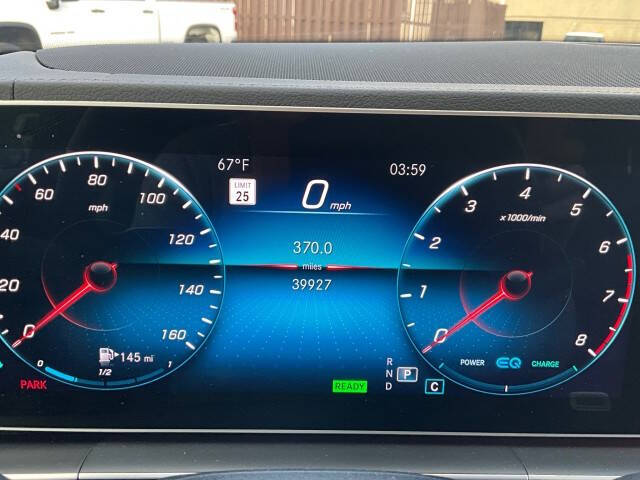 67°F
03:59
LIMIT
25
0 mph
370.0
miles
39927
0
20
40
60
80
100
120
140
160
mph
145 mi
0
1/2
1
PARK
READY
R
N P
D C
0
1
2
3
4
5
6
7
8
x1000/min
POWER EQ CHARGE